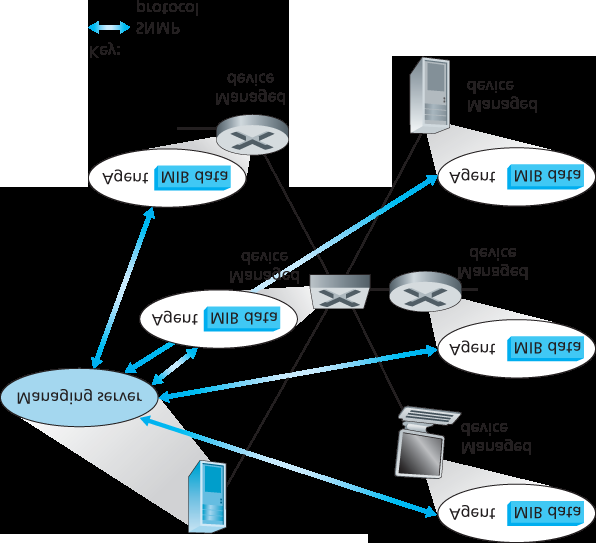 Agent MIB data
Managed
device
Managing server
Agent MIB data
Agent MIB data
Managed
device
Managed
device
Agent MIB data
Agent MIB data
Managed
device
Managed
device
Key:
SNMP
protocol